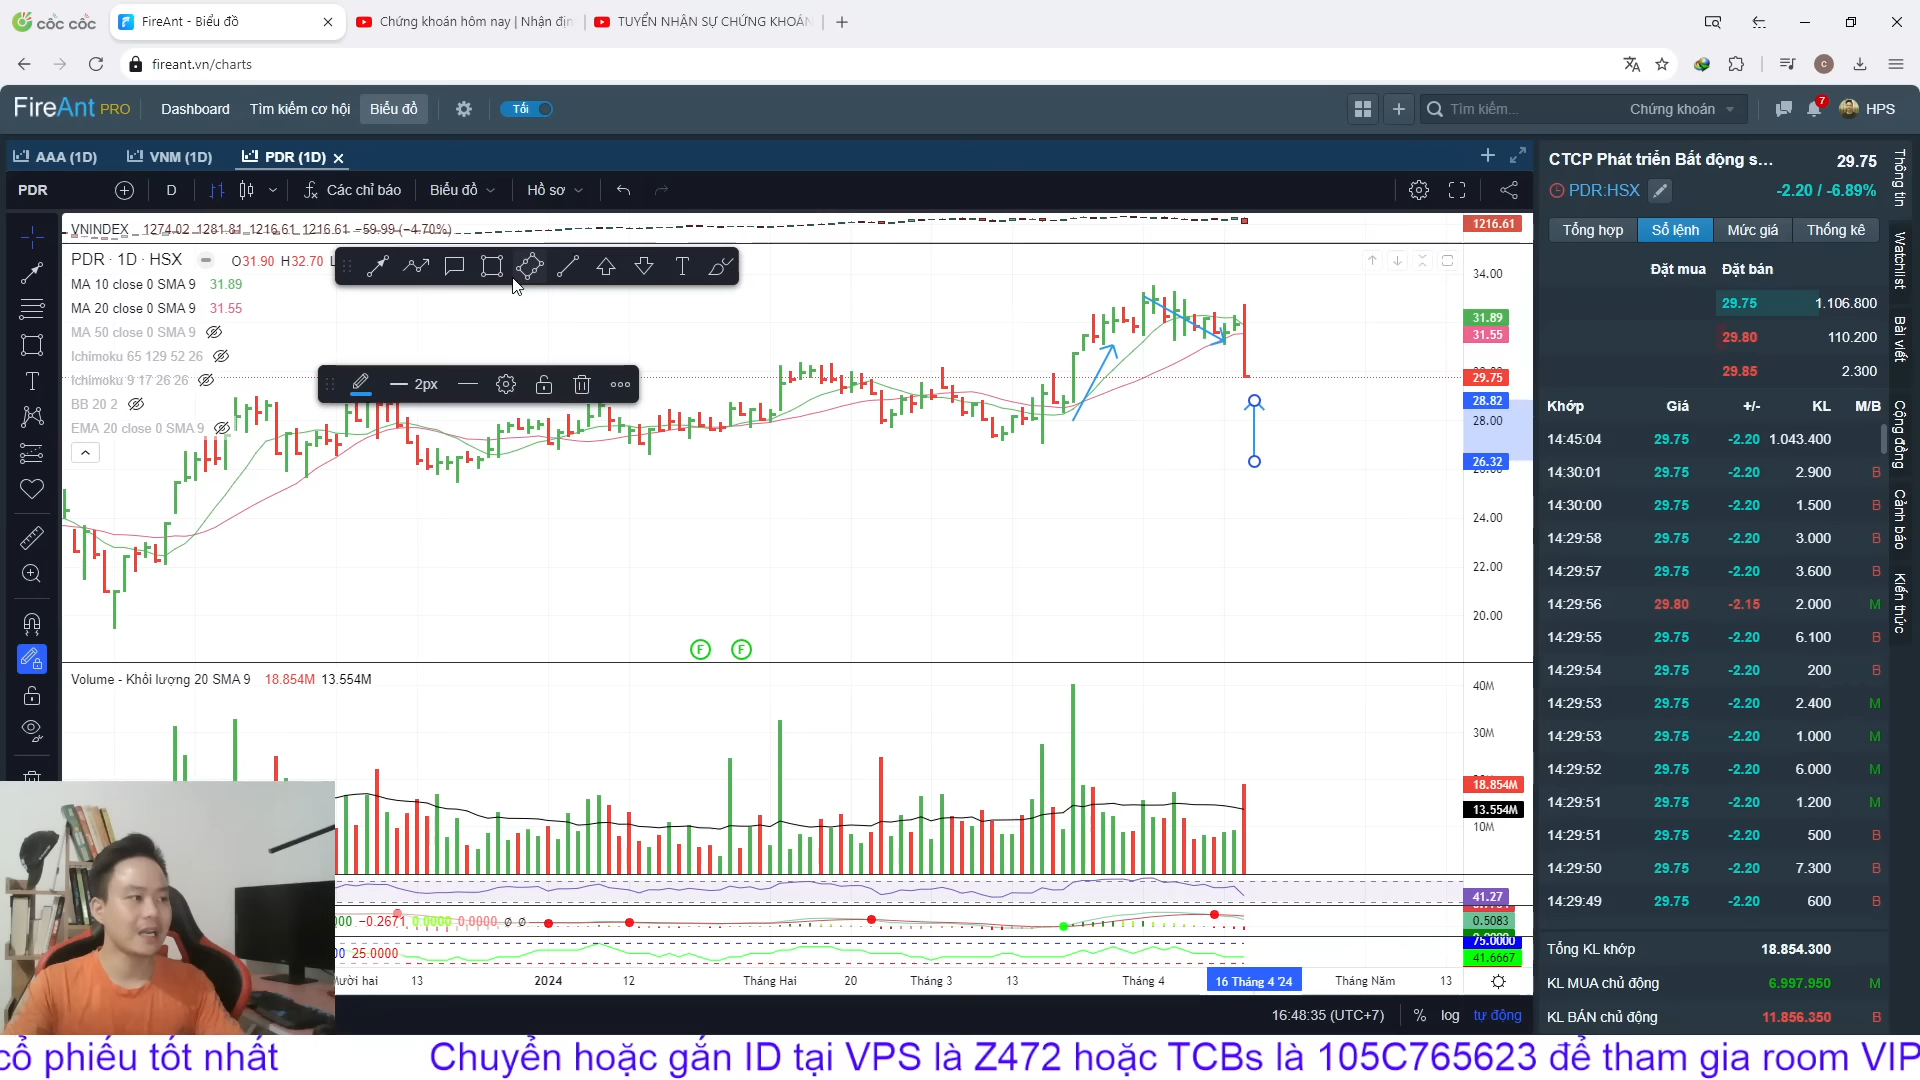 cốc cốc
FireAnt - Biểu đồ
Chứng khoán hôm nay | Nhận địn
TUYỂN NHÂN SỰ CHỨNG KHOÁN
fireant.vn/charts
FireAnt PRO
Dashboard
Tìm kiếm cơ hội
Biểu đồ
Tối
Tìm kiếm...
Chứng khoán
7
HPS
AAA (1D)
VNM (1D)
PDR (1D)
PDR
D
Các chỉ báo
Biểu đồ
Hồ sơ
VNINDEX 1274.02 1281.81 1216.61 1216.61 −59.99 (−4.70%)
PDR · 1D · HSX
O31.90 H32.70
MA 10 close 0 SMA 9 31.89
MA 20 close 0 SMA 9 31.55
MA 50 close 0 SMA 9
Ichimoku 65 129 52 26
Ichimoku 9 17 26 26
BB 20 2
EMA 20 close 0 SMA 9
2px
1216.61
34.00
31.89
31.55
29.75
28.82
28.00
26.32
24.00
22.00
20.00
F
F
Volume - Khối lượng 20 SMA 9 18.854M 13.554M
40M
30M
18.854M
13.554M
10M
41.27
−0.2671 0.0000 0.0000 ∅ ∅
0.5083
25.0000
75.0000
41.6667
Mười hai
13
2024
12
Tháng Hai
20
Tháng 3
13
Tháng 4
16 Tháng 4 '24
Tháng Năm
13
16:48:35 (UTC+7)
%
log
tự động
CTCP Phát triển Bất động s...
29.75
PDR:HSX
-2.20 / -6.89%
Tổng hợp
Sổ lệnh
Mức giá
Thống kê
Đặt mua Đặt bán
29.75 1.106.800
29.80 110.200
29.85 2.300
Khớp Giá +/- KL M/B
14:45:04 29.75 -2.20 1.043.400
14:30:01 29.75 -2.20 2.900 B
14:30:00 29.75 -2.20 1.500 B
14:29:58 29.75 -2.20 3.000 B
14:29:57 29.75 -2.20 3.600 B
14:29:56 29.80 -2.15 2.000 M
14:29:55 29.75 -2.20 6.100 B
14:29:54 29.75 -2.20 200 B
14:29:53 29.75 -2.20 2.400 M
14:29:53 29.75 -2.20 1.000 M
14:29:52 29.75 -2.20 6.000 M
14:29:51 29.75 -2.20 1.200 M
14:29:51 29.75 -2.20 500 B
14:29:50 29.75 -2.20 7.300 B
14:29:49 29.75 -2.20 600 B
Tổng KL khớp 18.854.300
KL MUA chủ động 6.997.950 M
KL BÁN chủ động 11.856.350 B
Thông tin
Watchlist
Bài viết
Cộng đồng
Cảnh báo
Kiến thức
cổ phiếu tốt nhất
Chuyển hoặc gắn ID tại VPS là Z472 hoặc TCBs là 105C765623 để tham gia room VIP